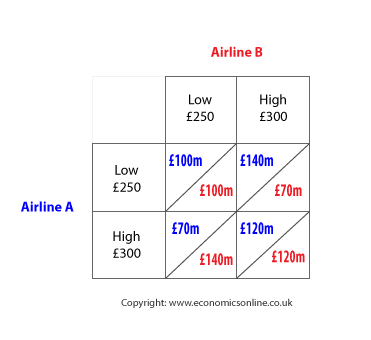 Airline B
Low
£250
High
£300
Low
£250
£100m
£100m
£140m
£70m
Airline A
High
£300
£70m
£140m
£120m
£120m
Copyright: www.economicsonline.co.uk